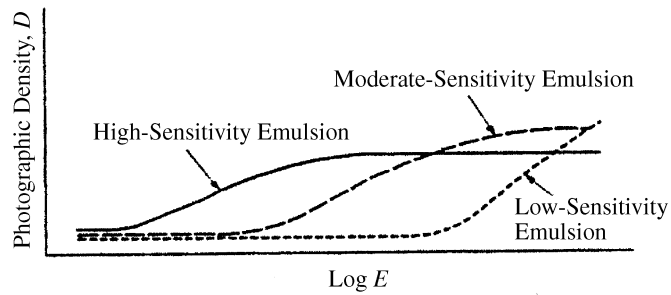 Photographic Density, D
Moderate-Sensitivity Emulsion
High-Sensitivity Emulsion
Low-Sensitivity
Emulsion
Log E